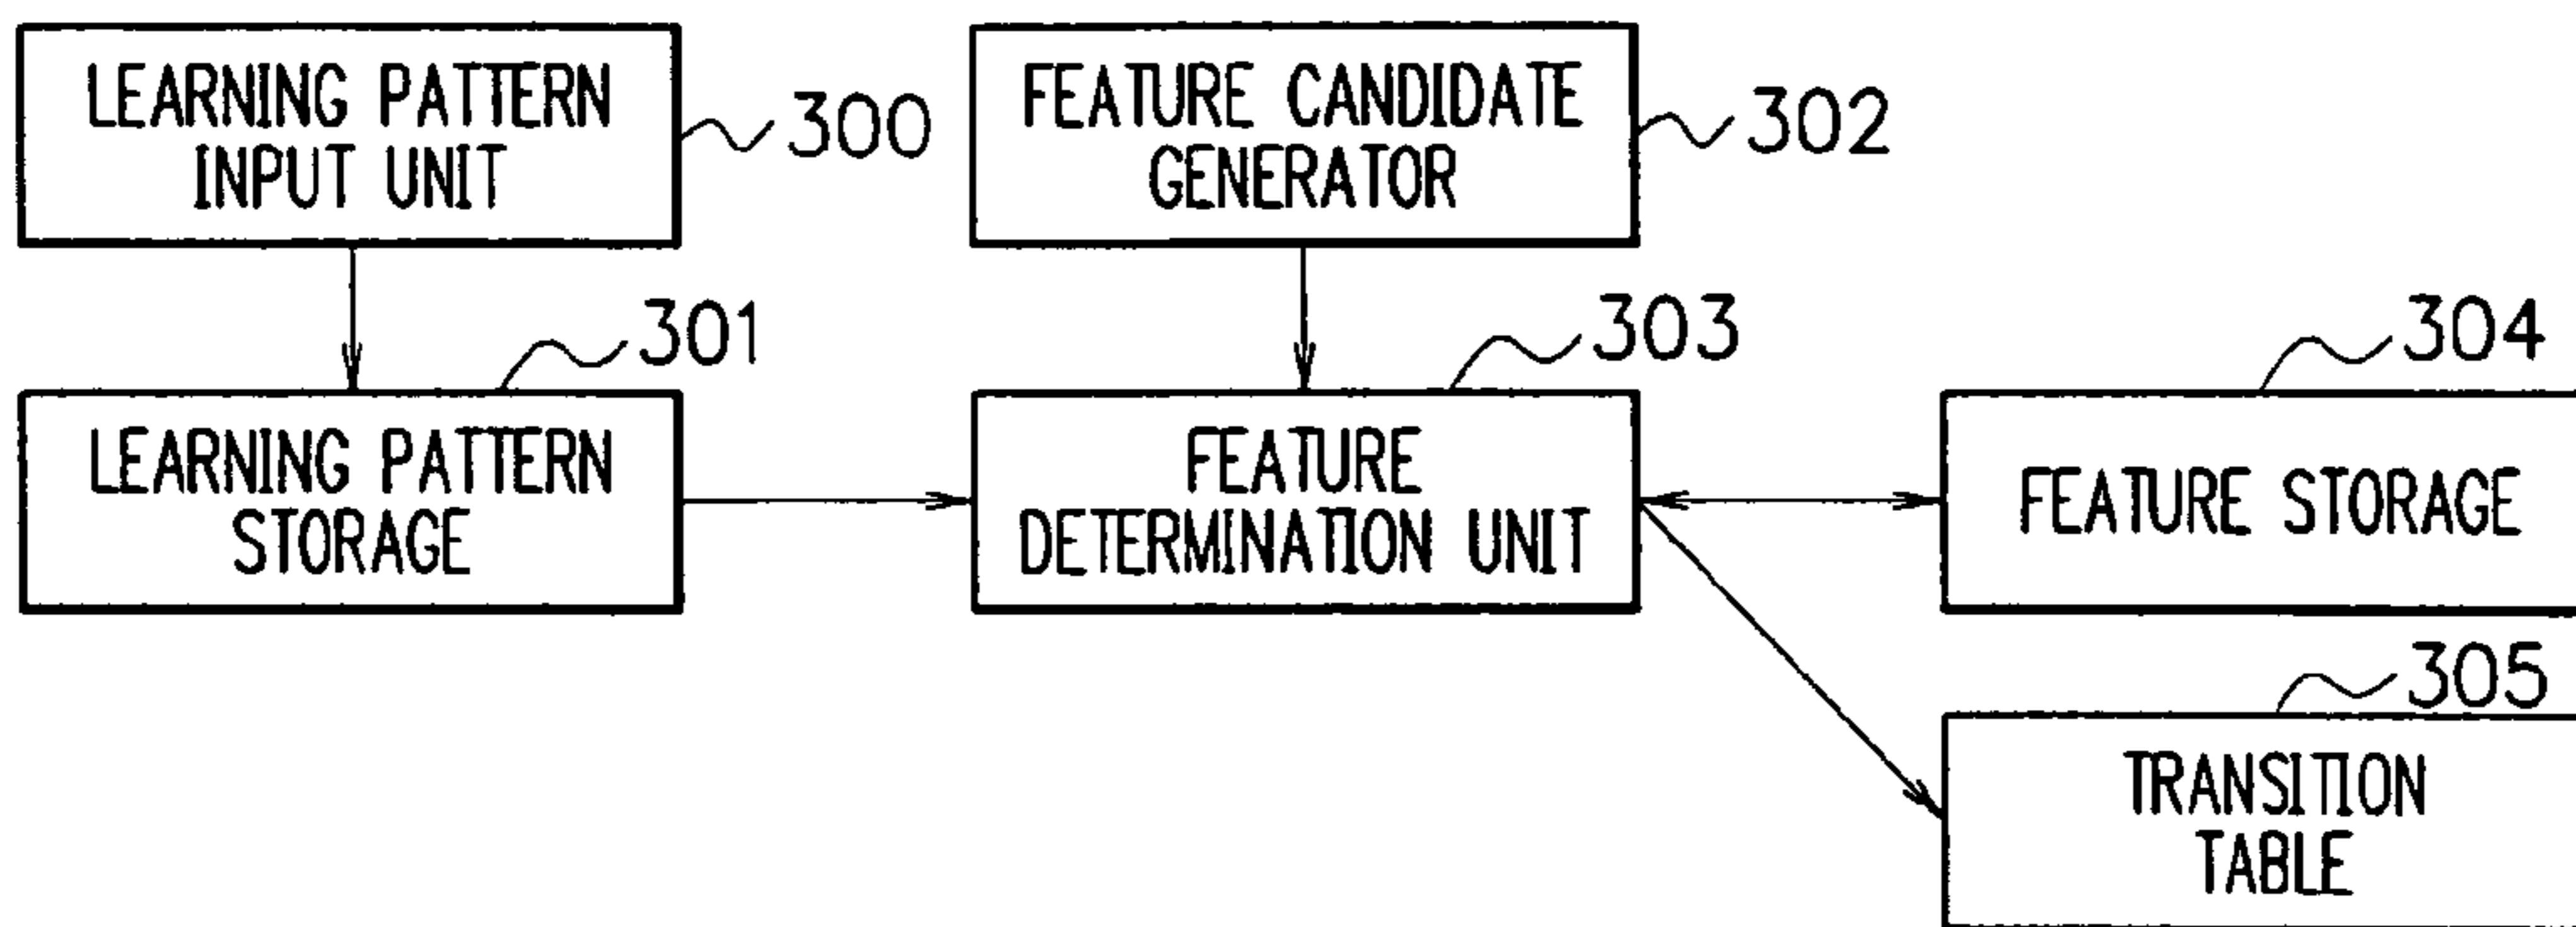 LEARNING PATTERN
INPUT UNIT
300
FEATURE CANDIDATE
GENERATOR
302
301
303
304
LEARNING PATTERN
STORAGE
FEATURE
DETERMINATION UNIT
FEATURE STORAGE
305
TRANSITION
TABLE